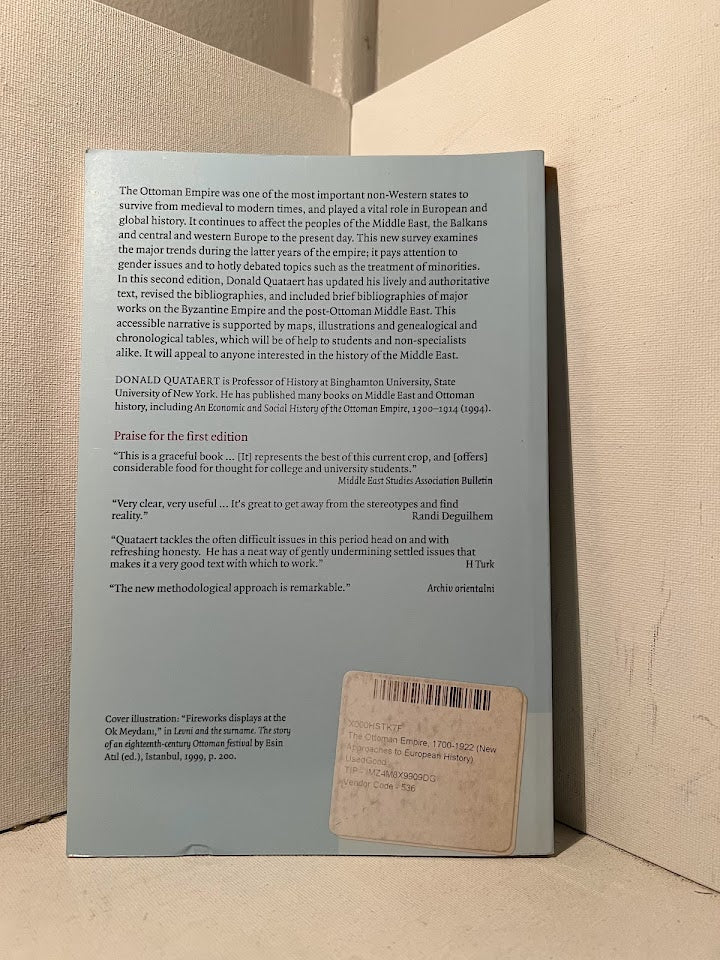 The Ottoman Empire was one of the most important non-Western states to
survive from medieval to modern times, and played a vital role in European and
global history. It continues to affect the peoples of the Middle East, the Balkans
and central and western Europe to the present day. This new survey examines
the major trends during the latter years of the empire; it pays attention to
gender issues and to hotly debated topics such as the treatment of minorities.
In this second edition, Donald Quataert has updated his lively and authoritative
text, revised the bibliographies, and included brief bibliographies of major
works on the Byzantine Empire and the post-Ottoman Middle East. This
accessible narrative is supported by maps, illustrations and genealogical and
chronological tables, which will be of help to students and non-specialists
alike. It will appeal to anyone interested in the history of the Middle East.
DONALD QUATAERT is Professor of History at Binghamton University, State
University of New York. He has published many books on Middle East and Ottoman
history, including An Economic and Social History of the Ottoman Empire, 1300–1914 (1994).
Praise for the first edition
“This is a graceful book ... [It] represents the best of this current crop, and [offers]
considerable food for thought for college and university students.”
Middle East Studies Association Bulletin
“Very clear, very useful ... It's great to get away from the stereotypes and find
reality.” Randi Deguilhem
“Quataert tackles the often difficult issues in this period head on and with
refreshing honesty. He has a neat way of gently undermining settled issues that
makes it a very good text with which to work.” H Turk
“The new methodological approach is remarkable.” Archiv orientalni
Cover illustration: “Fireworks displays at the
Ok Meydanı,” in Levni and the surname. The story
of an eighteenth-century Ottoman festival by Esin
Atıl (ed.), Istanbul, 1999, p. 200.
X000HSTK7F
The Ottoman Empire, 1700-1922 (New
Approaches to European History)
UsedGood
Vendor Code - 536